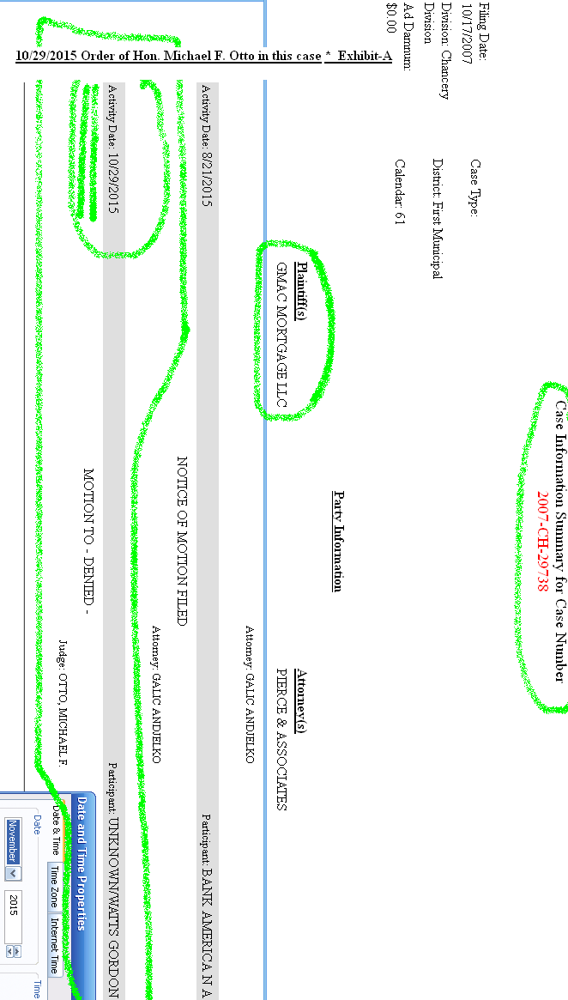 10/29/2015 Order of Hon. Michael F. Otto in this case * Exhibit-A
Case Information Summary for Case Number
2007-CH-29738
Filing Date:
10/17/2007
Case Type:
Division: Chancery
Division
District: First Municipal
Ad Damnum:
$0.00
Calendar: 61
Party Information
Plaintiff(s)
Attorney(s)
GMAC MORTGAGE LLC
PIERCE & ASSOCIATES
Attorney: GALIC ANDJELKO
Activity Date: 8/21/2015
Participant: BANK AMERICA N A
NOTICE OF MOTION FILED
Attorney: GALIC ANDJELKO
Activity Date: 10/29/2015
Participant: UNKNOWN/WATTS GORDON
MOTION TO - DENIED -
Judge: OTTO, MICHAEL F.
Date and Time Properties
Date & Time
Time Zone
Internet Time
Date
Time
November
2015